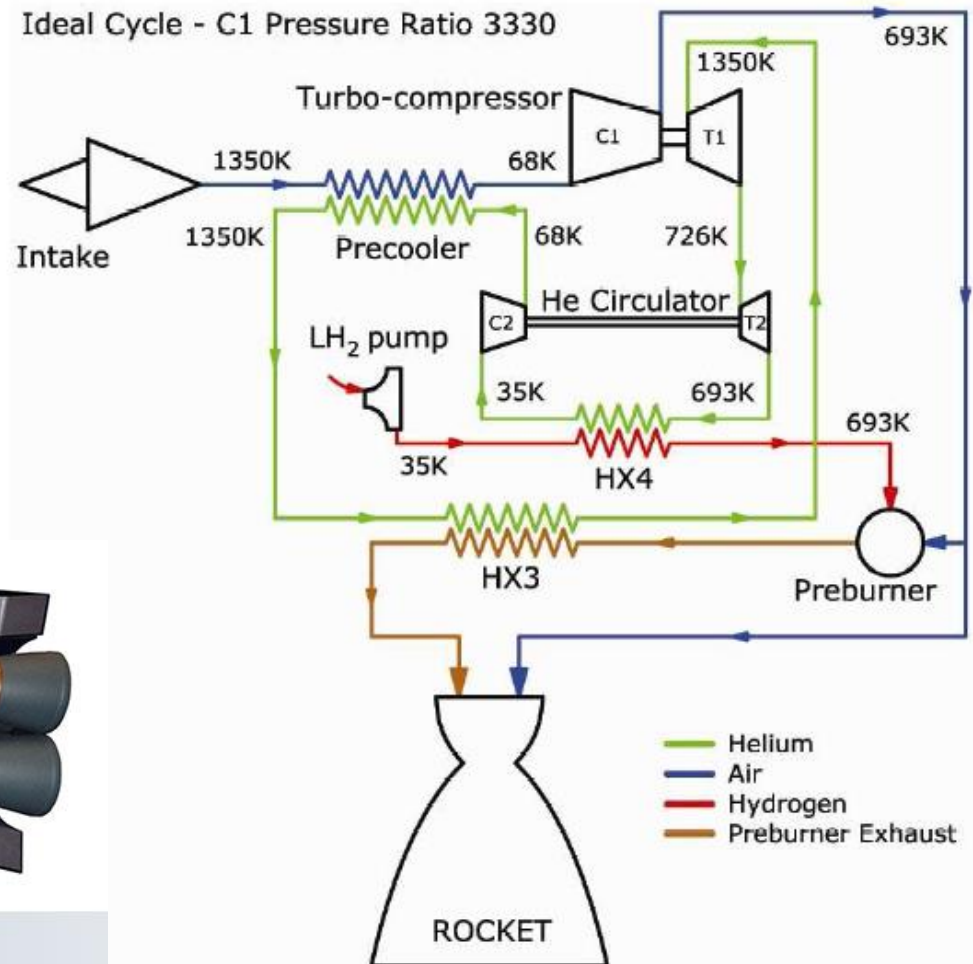 Ideal Cycle - C1 Pressure Ratio 3330
693K
1350K
Turbo-compressor
C1
T1
1350K
68K
Intake
1350K
Precooler
68K
726K
He Circulator
C2
T2
LH₂ pump
35K
693K
693K
35K
HX4
HX3
Preburner
Helium
Air
Hydrogen
Preburner Exhaust
ROCKET